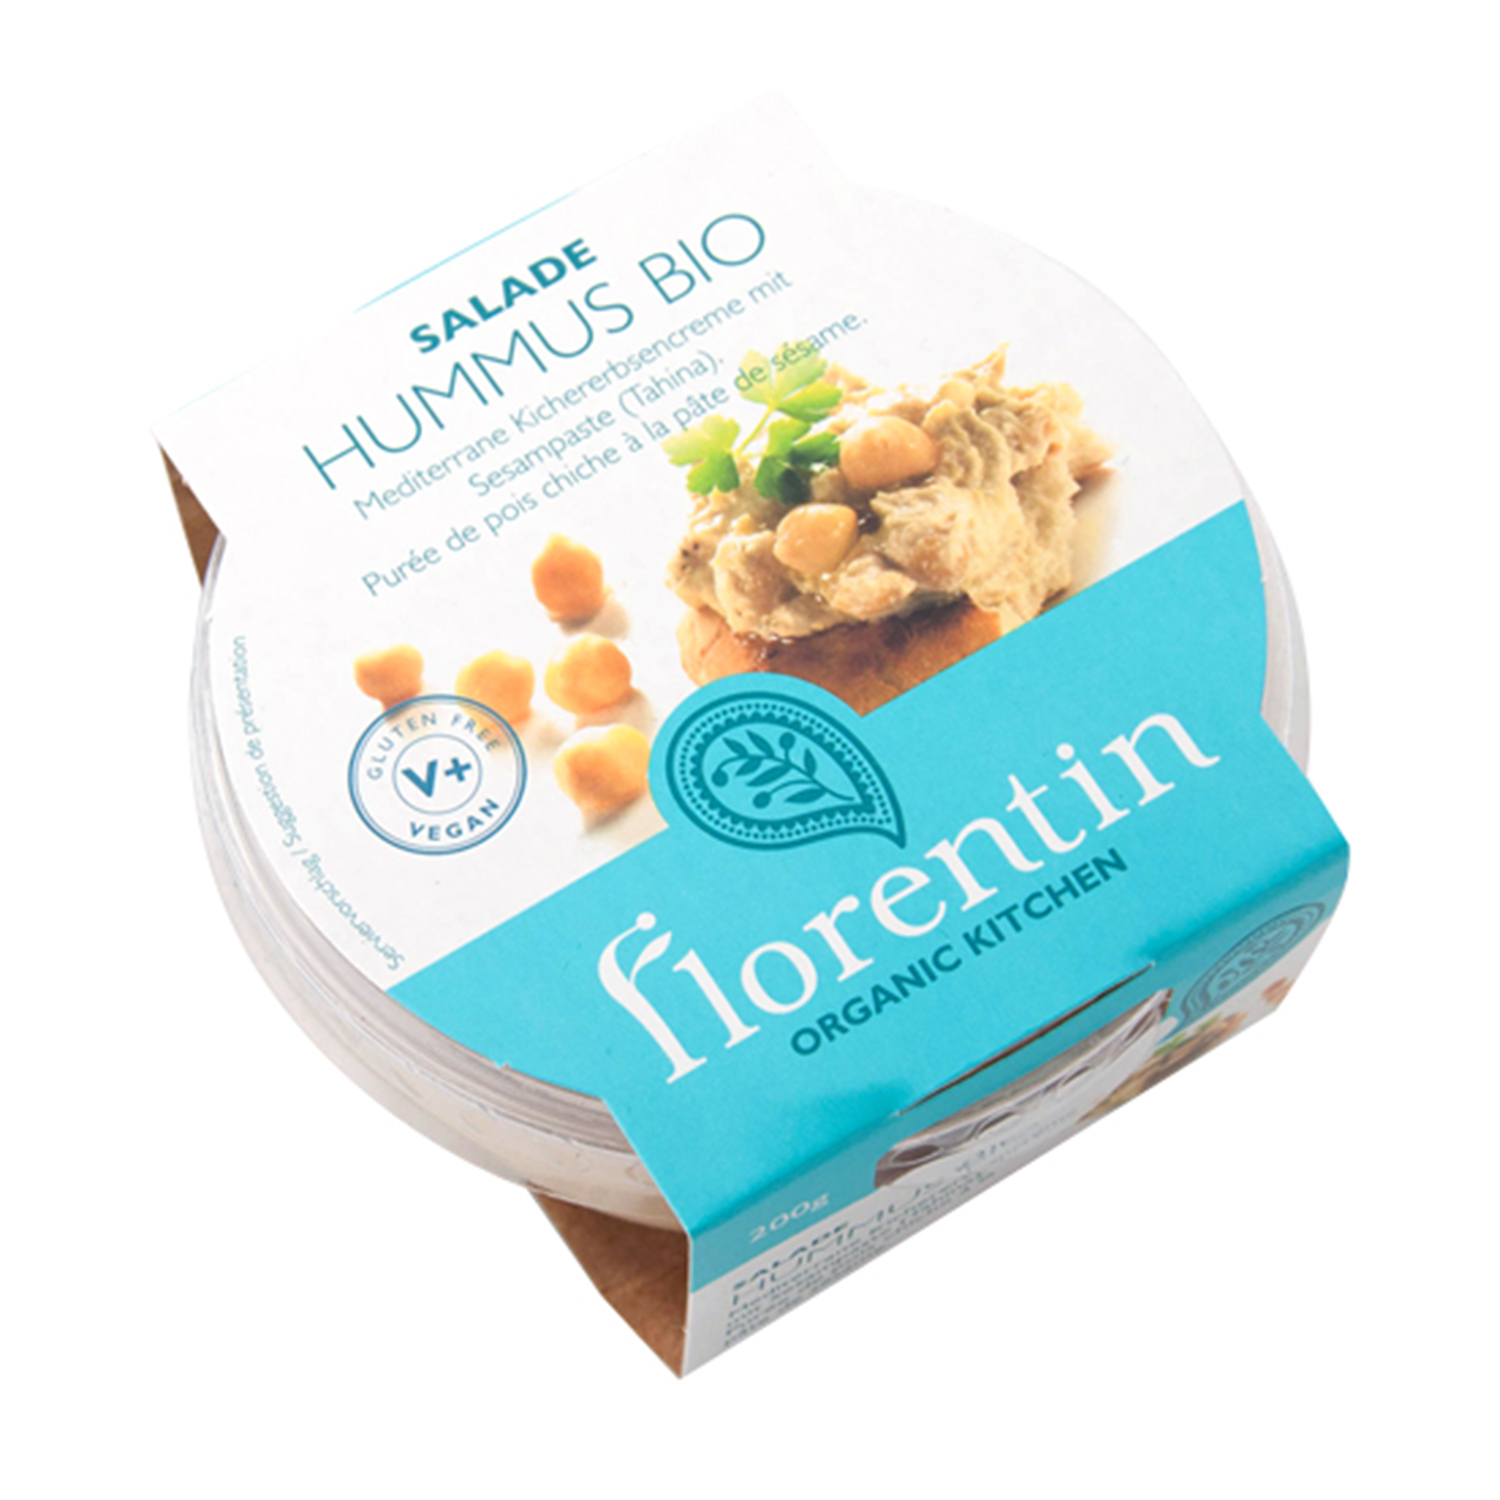 SALADE
HUMMUS BIO
Mediterrane Kichererbsencreme mit
Sesampaste (Tahina).
Purée de pois chiche à la pâte de sésame.
GLUTEN FREE
V+
VEGAN
Serviervorschlag / Suggestion de présentation
florentin
ORGANIC KITCHEN
200g
SALADE